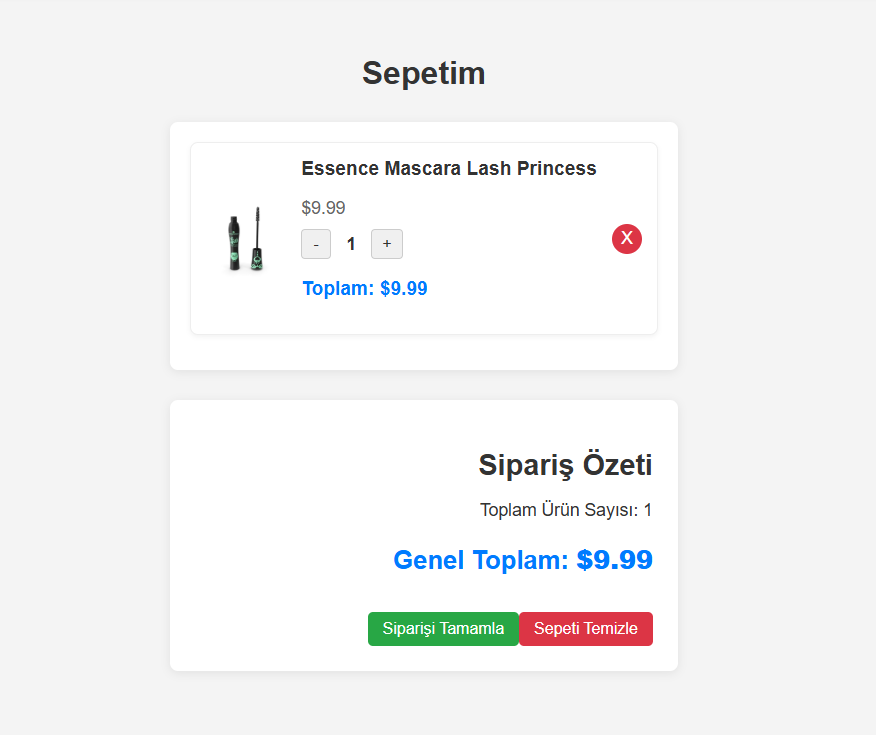 Sepetim
Essence Mascara Lash Princess
$9.99
- 1 +
X
Toplam: $9.99
Sipariş Özeti
Toplam Ürün Sayısı: 1
Genel Toplam: $9.99
Siparişi Tamamla Sepeti Temizle